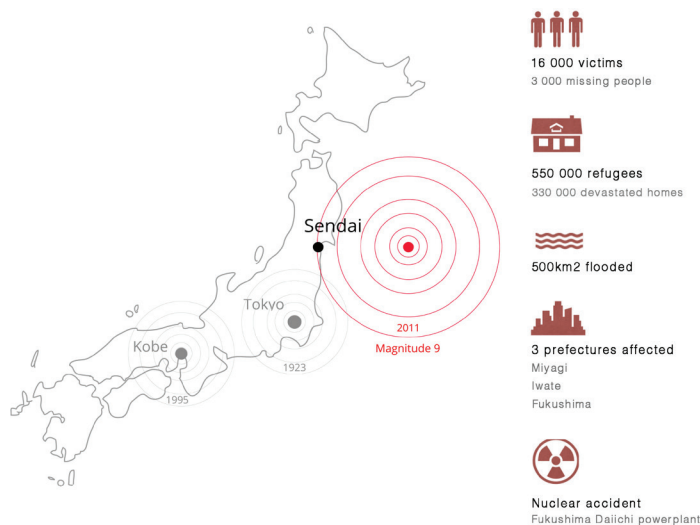 Sendai
Tokyo
Kobe
2011
Magnitude 9
1923
1995
16 000 victims
3 000 missing people
550 000 refugees
330 000 devastated homes
500km2 flooded
3 prefectures affected
Miyagi
Iwate
Fukushima
Nuclear accident
Fukushima Daiichi powerplant